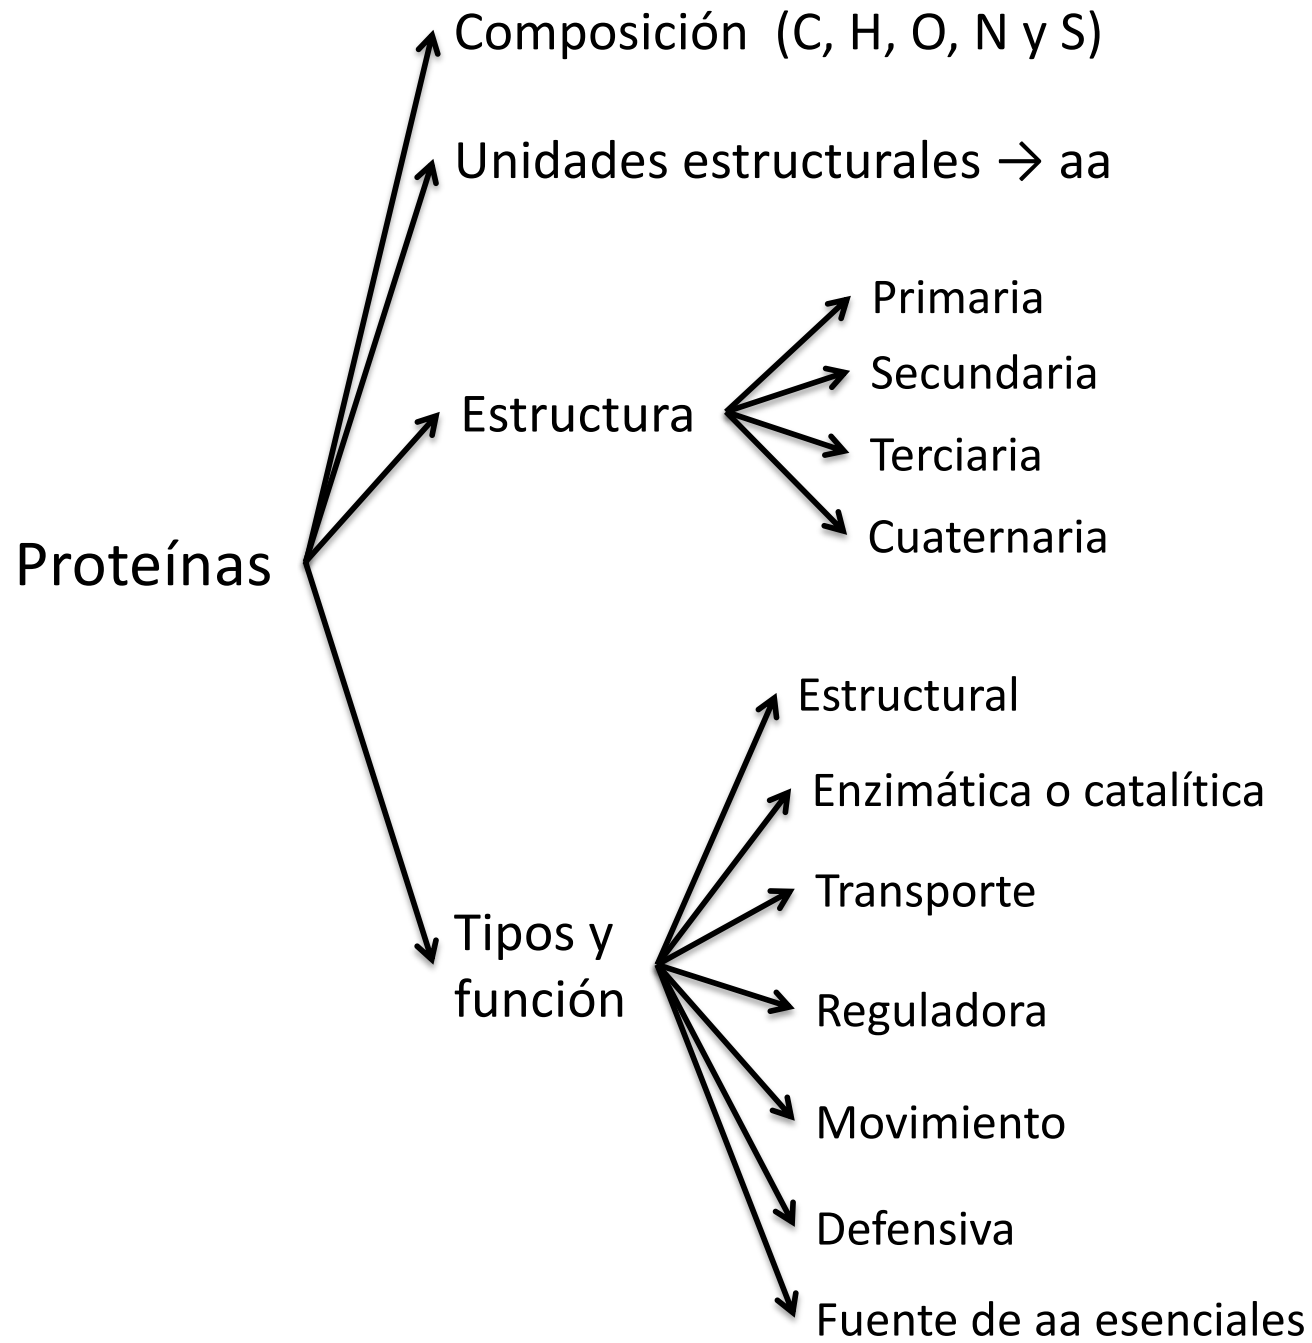 Composición (C, H, O, N y S)
Unidades estructurales → aa
Primaria
Secundaria
Estructura
Terciaria
Cuaternaria
Proteínas
Estructural
Enzimática o catalítica
Transporte
Tipos y
función
Reguladora
Movimiento
Defensiva
Fuente de aa esenciales